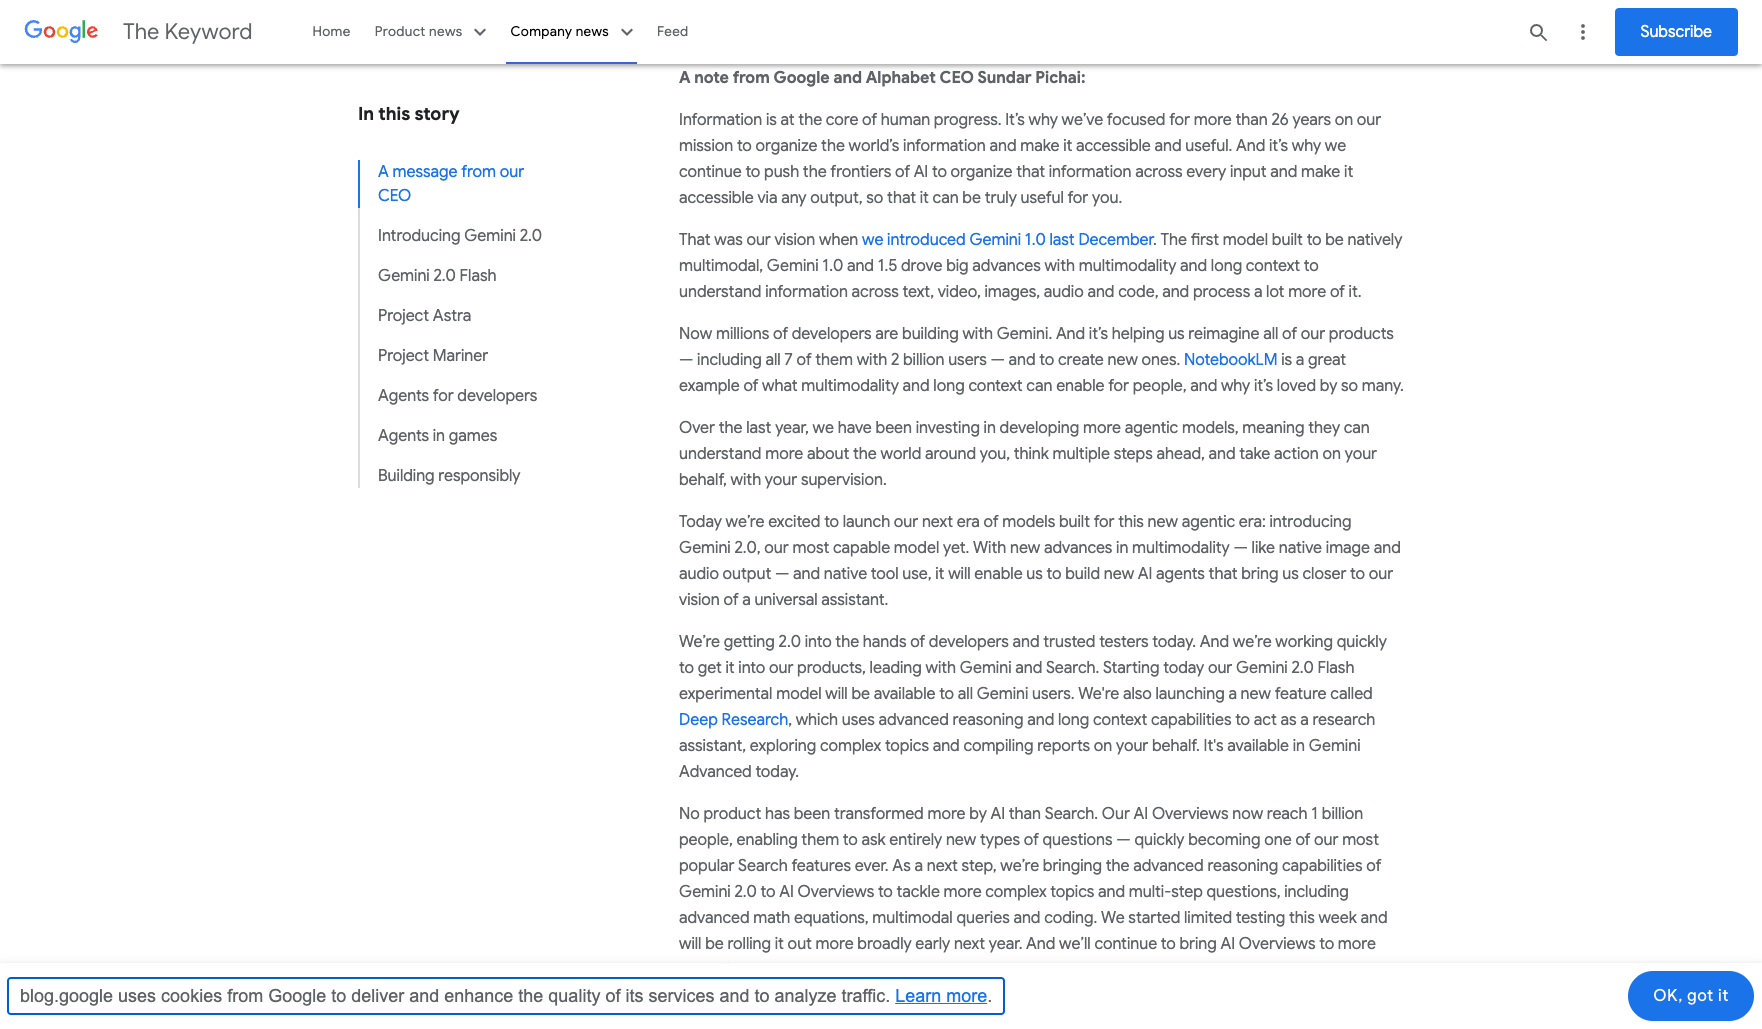 Google The Keyword Home Product news Company news Feed Subscribe
In this story
A message from our
CEO
Introducing Gemini 2.0
Gemini 2.0 Flash
Project Astra
Project Mariner
Agents for developers
Agents in games
Building responsibly
A note from Google and Alphabet CEO Sundar Pichai:
Information is at the core of human progress. It’s why we’ve focused for more than 26 years on our
mission to organize the world’s information and make it accessible and useful. And it’s why we
continue to push the frontiers of AI to organize that information across every input and make it
accessible via any output, so that it can be truly useful for you.
That was our vision when we introduced Gemini 1.0 last December. The first model built to be natively
multimodal, Gemini 1.0 and 1.5 drove big advances with multimodality and long context to
understand information across text, video, images, audio and code, and process a lot more of it.
Now millions of developers are building with Gemini. And it’s helping us reimagine all of our products
— including all 7 of them with 2 billion users — and to create new ones. NotebookLM is a great
example of what multimodality and long context can enable for people, and why it’s loved by so many.
Over the last year, we have been investing in developing more agentic models, meaning they can
understand more about the world around you, think multiple steps ahead, and take action on your
behalf, with your supervision.
Today we’re excited to launch our next era of models built for this new agentic era: introducing
Gemini 2.0, our most capable model yet. With new advances in multimodality — like native image and
audio output — and native tool use, it will enable us to build new AI agents that bring us closer to our
vision of a universal assistant.
We’re getting 2.0 into the hands of developers and trusted testers today. And we’re working quickly
to get it into our products, leading with Gemini and Search. Starting today our Gemini 2.0 Flash
experimental model will be available to all Gemini users. We're also launching a new feature called
Deep Research, which uses advanced reasoning and long context capabilities to act as a research
assistant, exploring complex topics and compiling reports on your behalf. It's available in Gemini
Advanced today.
No product has been transformed more by AI than Search. Our AI Overviews now reach 1 billion
people, enabling them to ask entirely new types of questions — quickly becoming one of our most
popular Search features ever. As a next step, we’re bringing the advanced reasoning capabilities of
Gemini 2.0 to AI Overviews to tackle more complex topics and multi-step questions, including
advanced math equations, multimodal queries and coding. We started limited testing this week and
will be rolling it out more broadly early next year. And we’ll continue to bring AI Overviews to more
blog.google uses cookies from Google to deliver and enhance the quality of its services and to analyze traffic. Learn more.
OK, got it